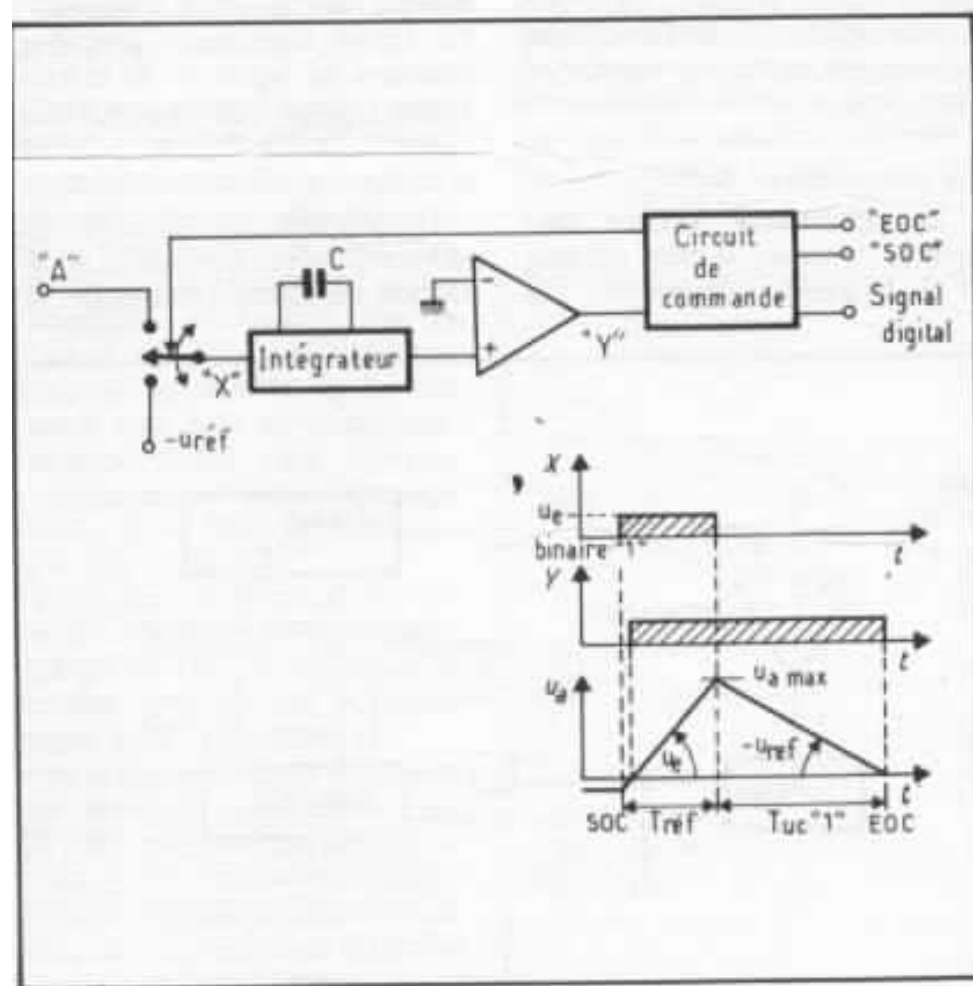 "A"
C
Intégrateur
"X"
-uréf
-
+
"Y"
Circuit
de
commande
"EOC"
"SOC"
Signal
digital
X
ue
binaire "1"
t
Y
t
ua
ua max
ue
-uref
t
SOC
Tréf
Tuc "1"
EOC